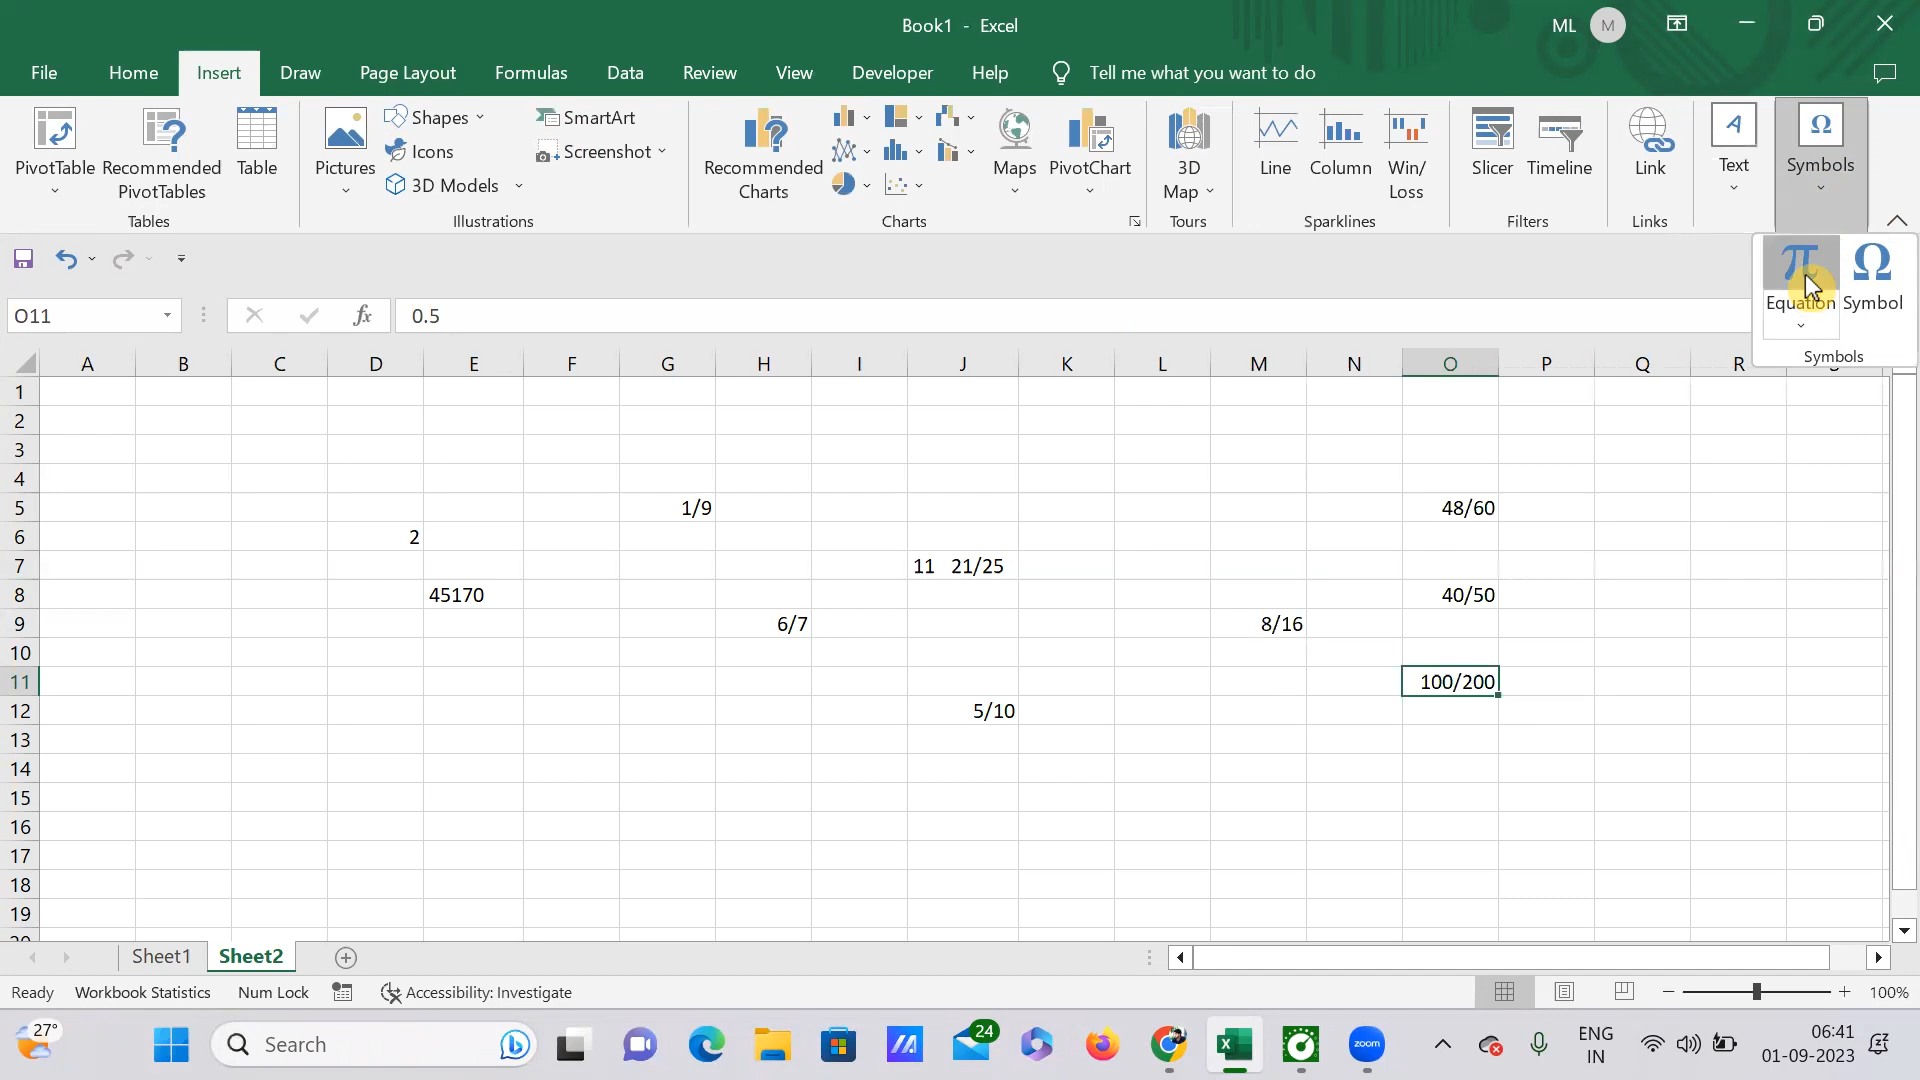 Book1 - Excel
ML
M
File
Home
Insert
Draw
Page Layout
Formulas
Data
Review
View
Developer
Help
Tell me what you want to do
PivotTable
Recommended PivotTables
Table
Tables
Pictures
Shapes
Icons
3D Models
SmartArt
Screenshot
Illustrations
Recommended Charts
Maps
PivotChart
Charts
3D Map
Tours
Line
Column
Win/Loss
Sparklines
Slicer
Timeline
Filters
Link
Links
Text
Symbols
π Equation
Ω Symbol
Symbols
O11
fx
0.5
A B C D E F G H I J K L M N O P Q R
1
2
3
4
5 1/9 48/60
6 2
7 11 21/25
8 45170 40/50
9 6/7 8/16
10
11 100/200
12 5/10
13
14
15
16
17
18
19
Sheet1
Sheet2
Ready
Workbook Statistics
Num Lock
Accessibility: Investigate
100%
27°
Search
24
zoom
ENG
IN
06:41
01-09-2023